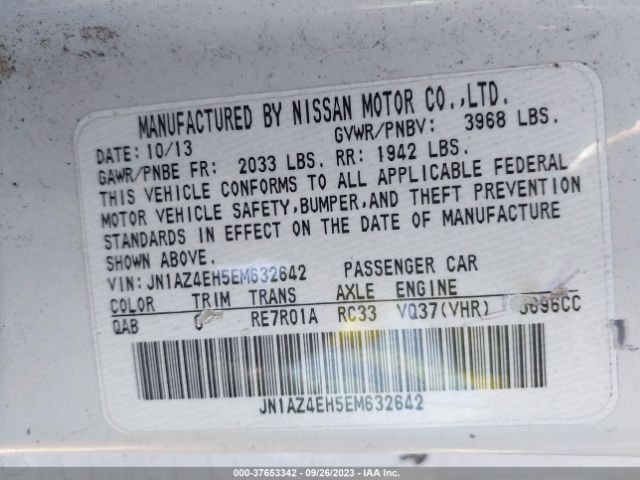 MANUFACTURED BY NISSAN MOTOR CO.,LTD.
DATE: 10/13 GVWR/PNBV: 3968 LBS.
GAWR/PNBE FR: 2033 LBS. RR: 1942 LBS.
THIS VEHICLE CONFORMS TO ALL APPLICABLE FEDERAL
MOTOR VEHICLE SAFETY,BUMPER,AND THEFT PREVENTION
STANDARDS IN EFFECT ON THE DATE OF MANUFACTURE
SHOWN ABOVE.
VIN:JN1AZ4EH5EM632642 PASSENGER CAR
COLOR TRIM TRANS AXLE ENGINE
QAB RE7R01A RC33 VQ37(VHR) 3696CC
JN1AZ4EH5EM632642
000-37653342 - 09/26/2023 - IAA Inc.